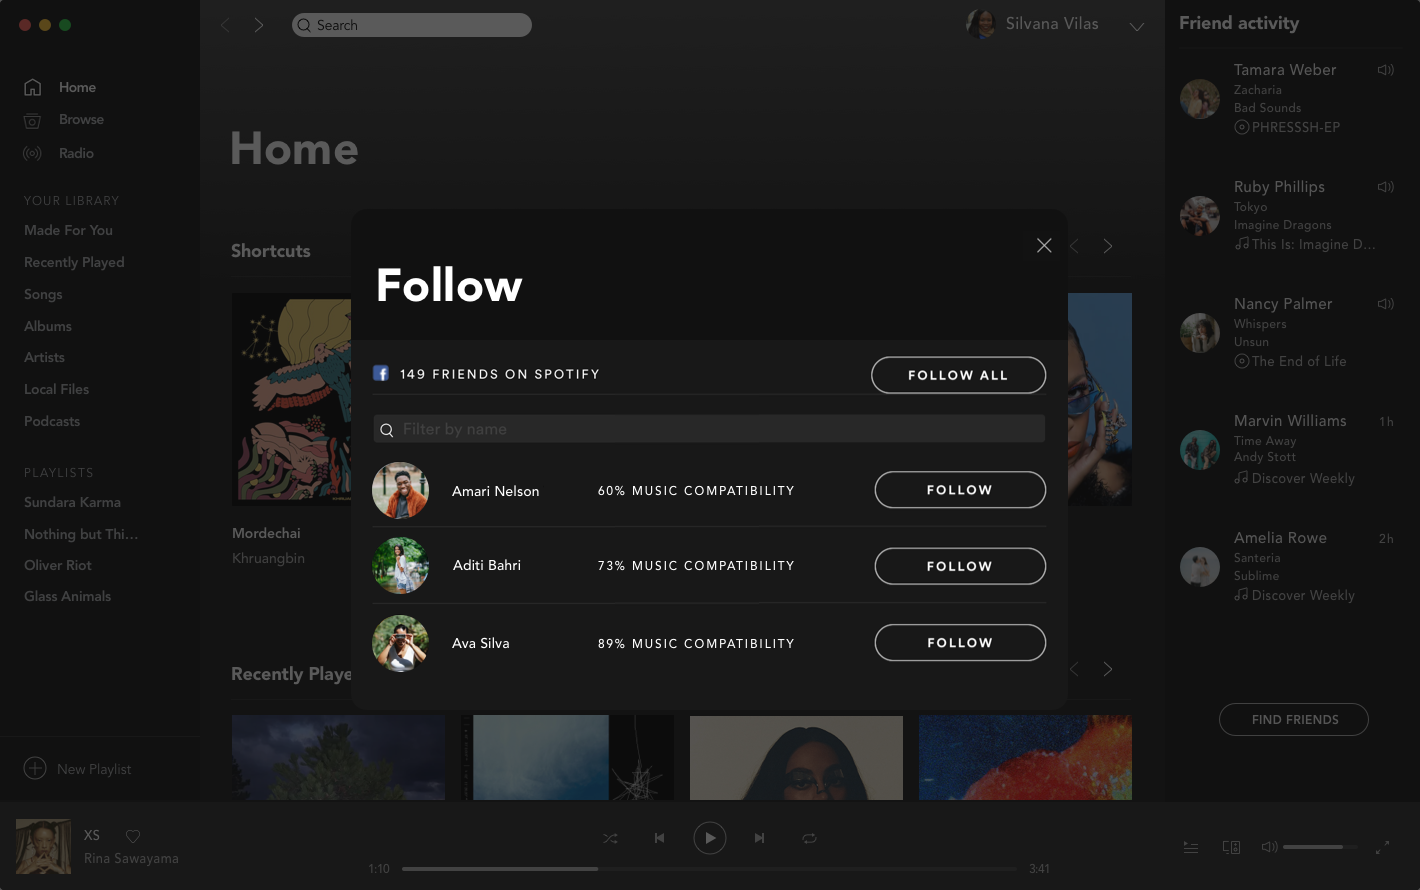 Search
Silvana Vilas
Home
Browse
Radio
YOUR LIBRARY
Made For You
Recently Played
Songs
Albums
Artists
Local Files
Podcasts
PLAYLISTS
Sundara Karma
Nothing but Thi...
Oliver Riot
Glass Animals
New Playlist
Home
Shortcuts
Mordechai
Khruangbin
Recently Playe
Follow
149 FRIENDS ON SPOTIFY
FOLLOW ALL
Filter by name
Amari Nelson
60% MUSIC COMPATIBILITY
FOLLOW
Aditi Bahri
73% MUSIC COMPATIBILITY
FOLLOW
Ava Silva
89% MUSIC COMPATIBILITY
FOLLOW
Friend activity
Tamara Weber
Zacharia
Bad Sounds
PHRESSSH-EP
Ruby Phillips
Tokyo
Imagine Dragons
This Is: Imagine D...
Nancy Palmer
Whispers
Unsun
The End of Life
Marvin Williams
1h
Time Away
Andy Stott
Discover Weekly
Amelia Rowe
2h
Santeria
Sublime
Discover Weekly
FIND FRIENDS
XS
Rina Sawayama
1:10
3:41